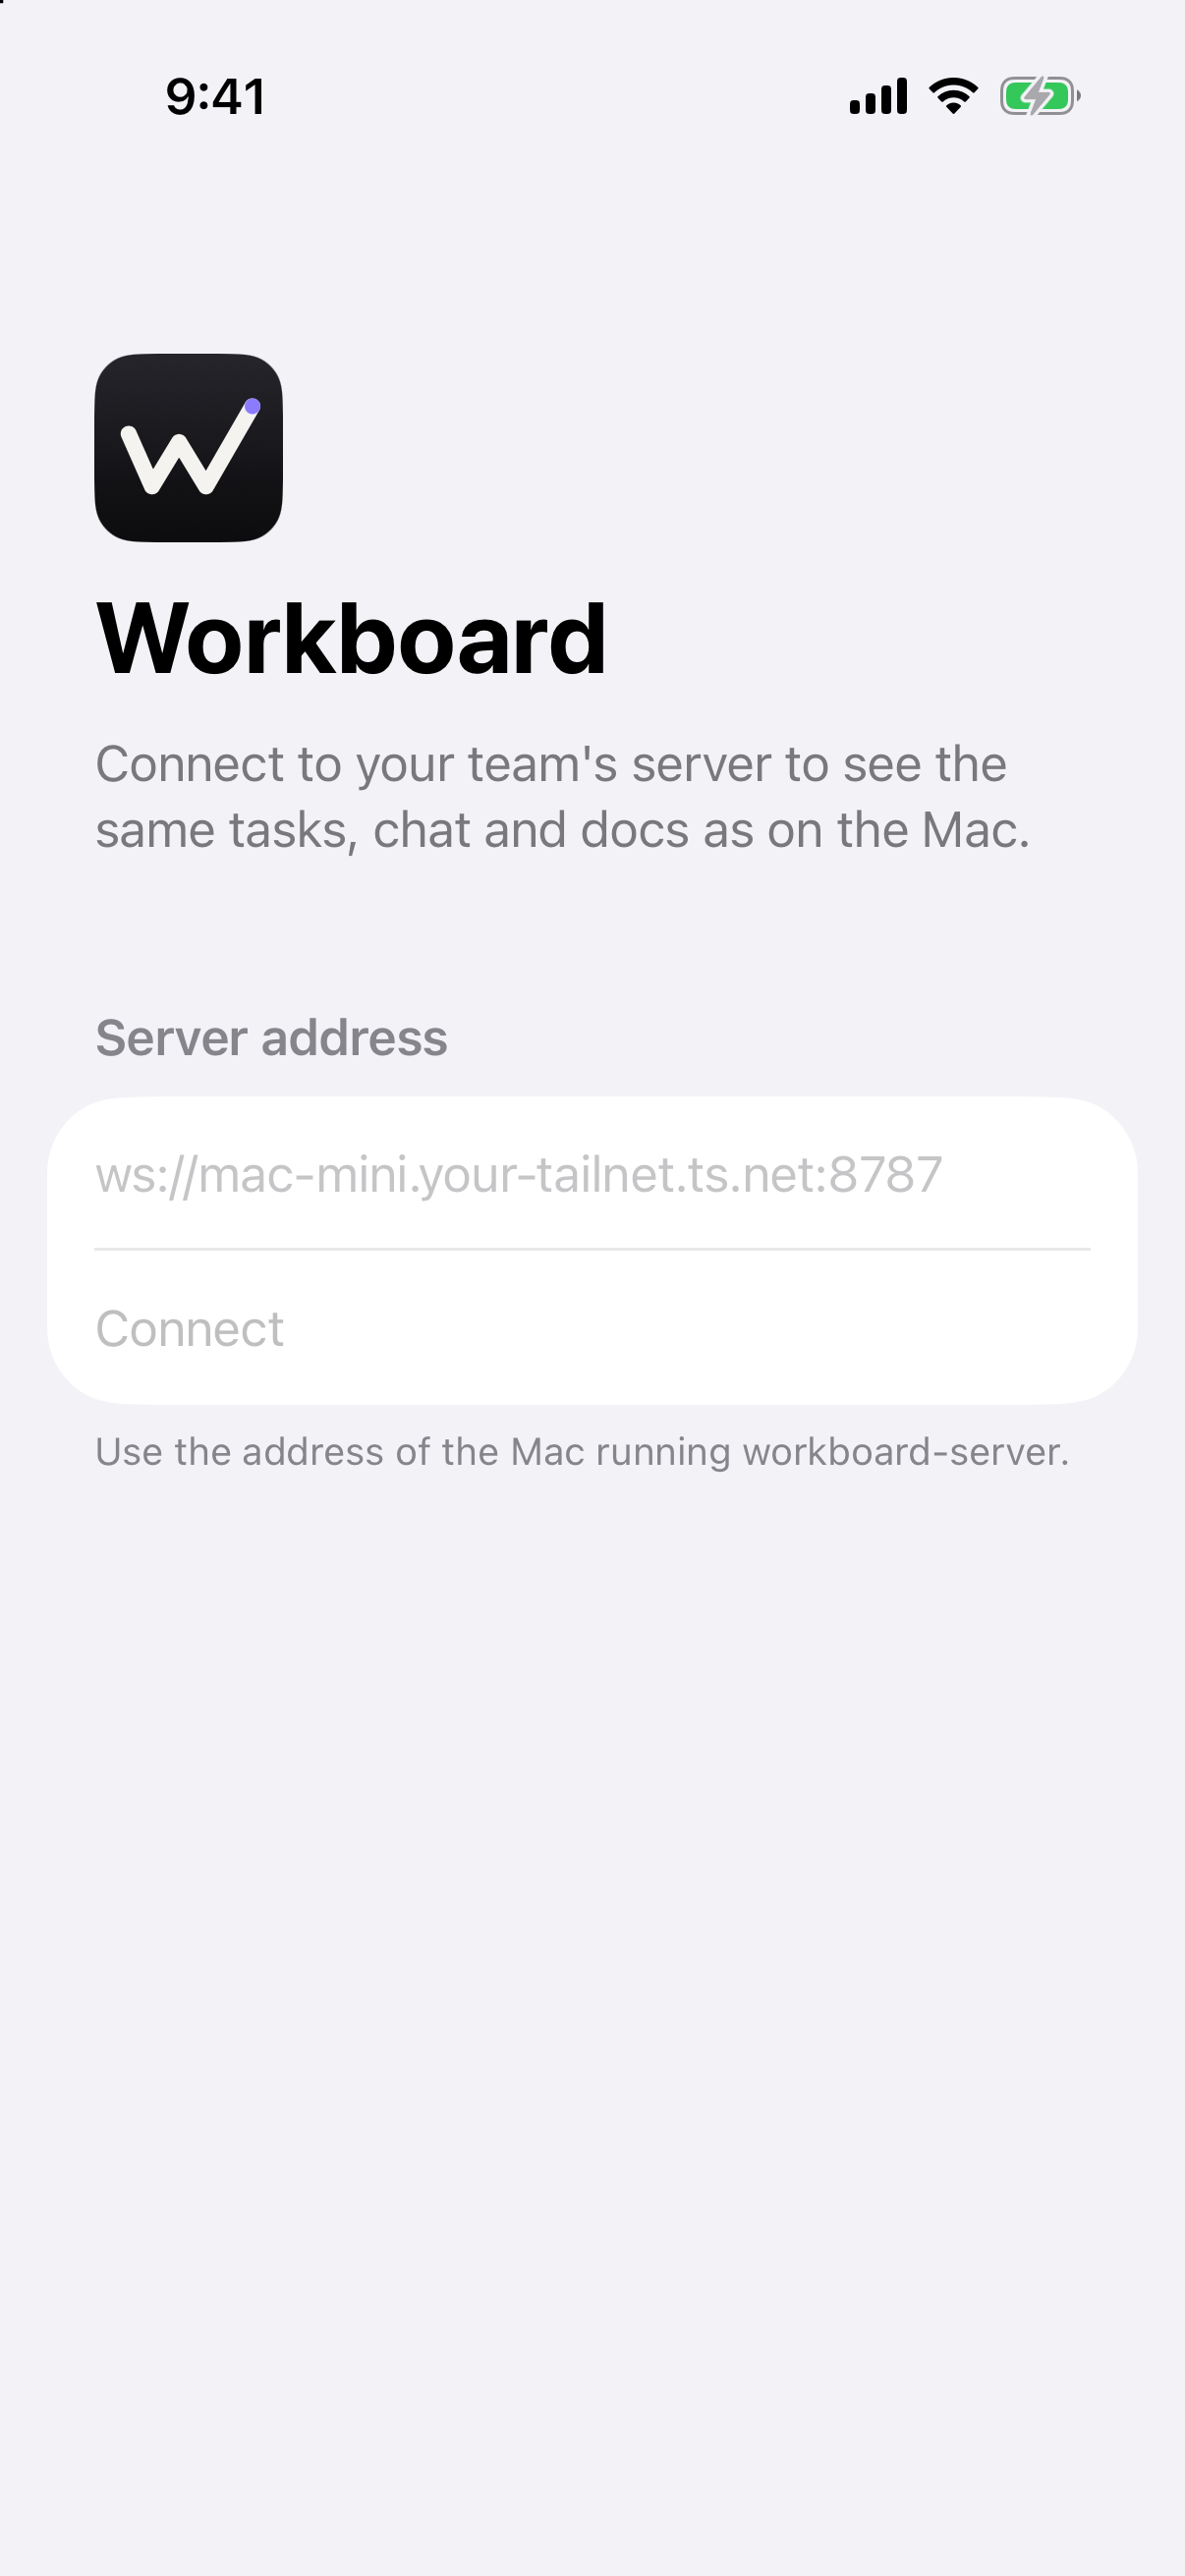 9:41
Workboard
Connect to your team's server to see the
same tasks, chat and docs as on the Mac.
Server address
ws://mac-mini.your-tailnet.ts.net:8787
Connect
Use the address of the Mac running workboard-server.